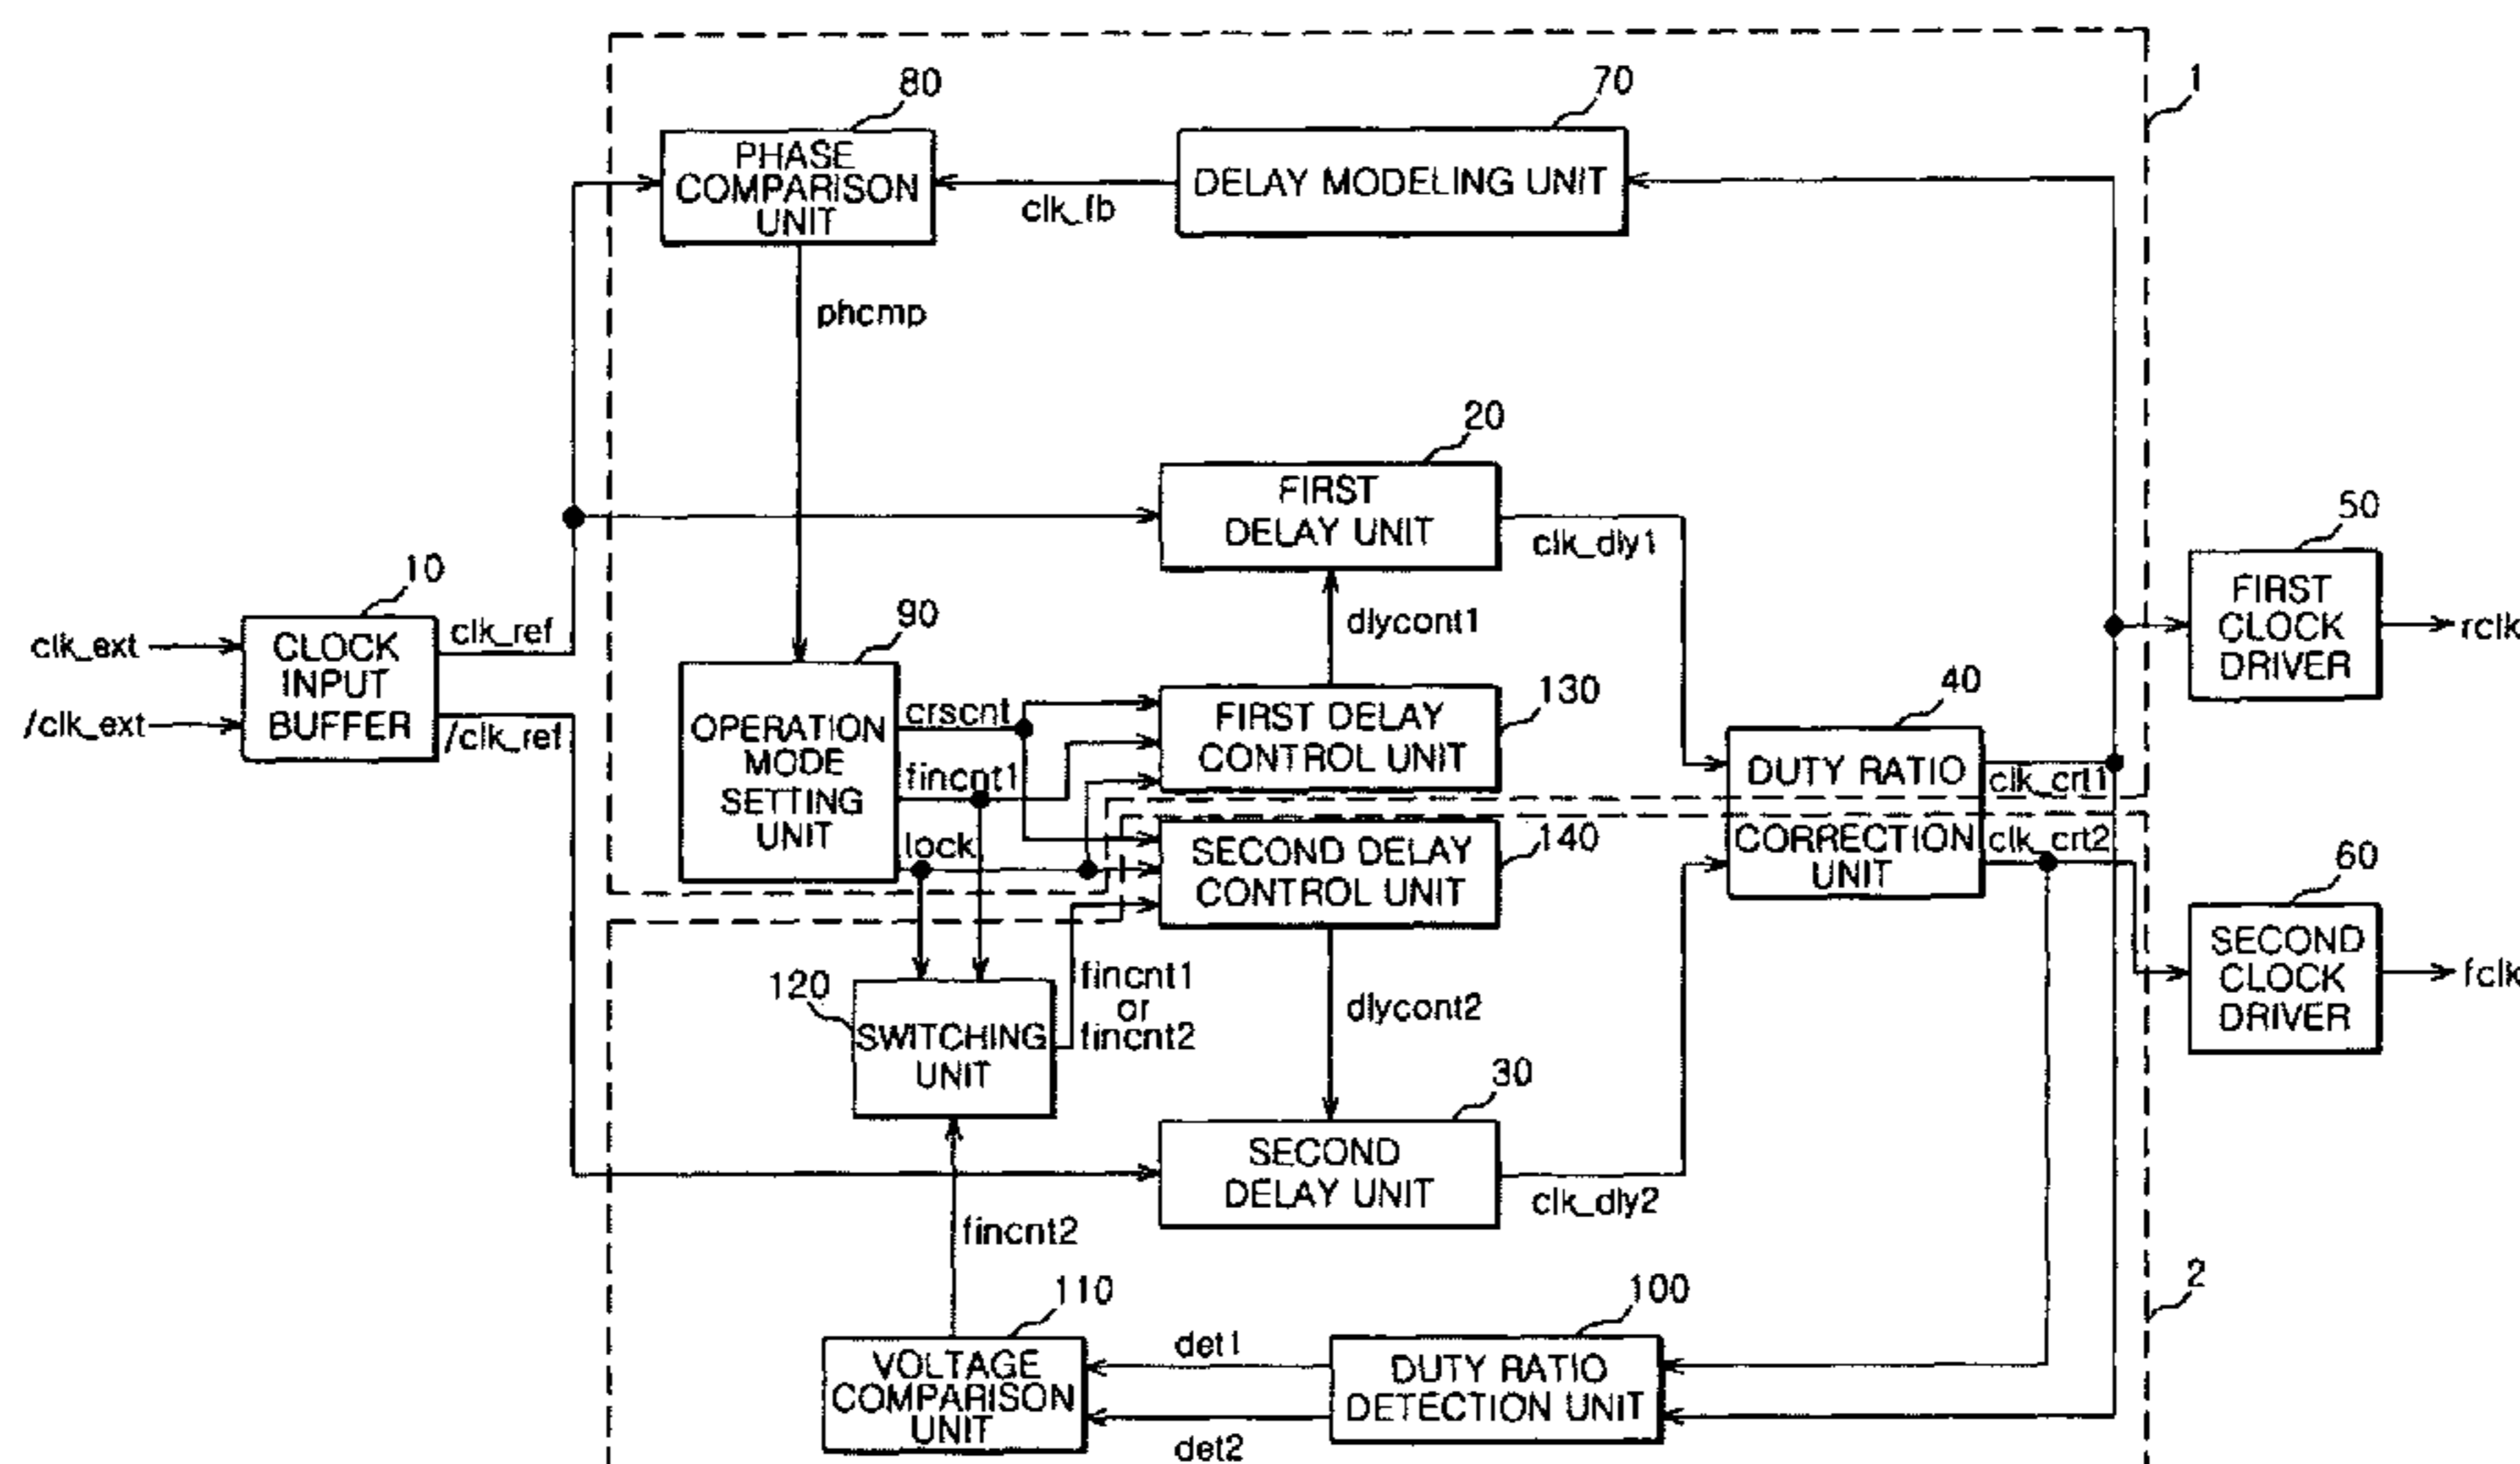 1
80
70
PHASE
COMPARISON
UNIT
DELAY MODELING UNIT
clk_fb
phcmp
20
FIRST
DELAY UNIT
clk_dly1
50
FIRST
CLOCK
DRIVER
rclk
10
clk_ext
/clk_ext
CLOCK
INPUT
BUFFER
clk_ref
/clk_ref
90
OPERATION
MODE
SETTING
UNIT
crscnt
fincnt1
lock
dlycont1
130
FIRST DELAY
CONTROL UNIT
140
SECOND DELAY
CONTROL UNIT
40
DUTY RATIO
CORRECTION
UNIT
clk_crt1
clk_crt2
60
SECOND
CLOCK
DRIVER
fclk
120
SWITCHING
UNIT
fincnt1
or
fincnt2
dlycont2
30
SECOND
DELAY UNIT
clk_dly2
fincnt2
2
110
VOLTAGE
COMPARISON
UNIT
det1
det2
100
DUTY RATIO
DETECTION UNIT